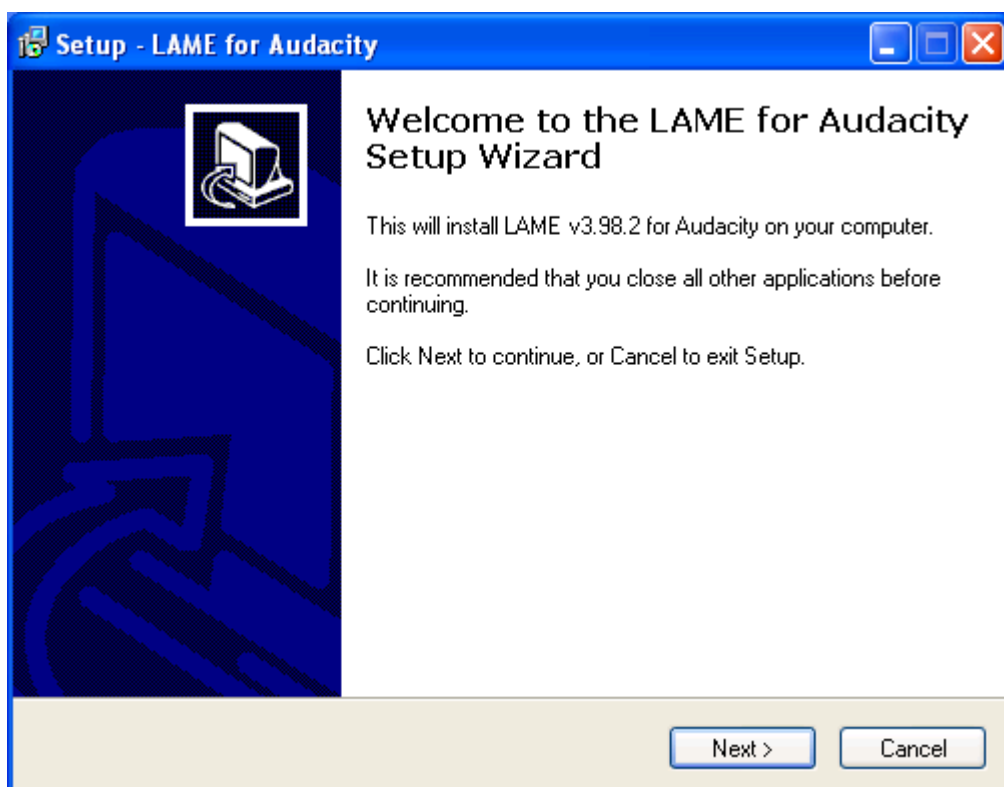 Setup - LAME for Audacity
Welcome to the LAME for Audacity
Setup Wizard
This will install LAME v3.98.2 for Audacity on your computer.
It is recommended that you close all other applications before
continuing.
Click Next to continue, or Cancel to exit Setup.
Next >
Cancel